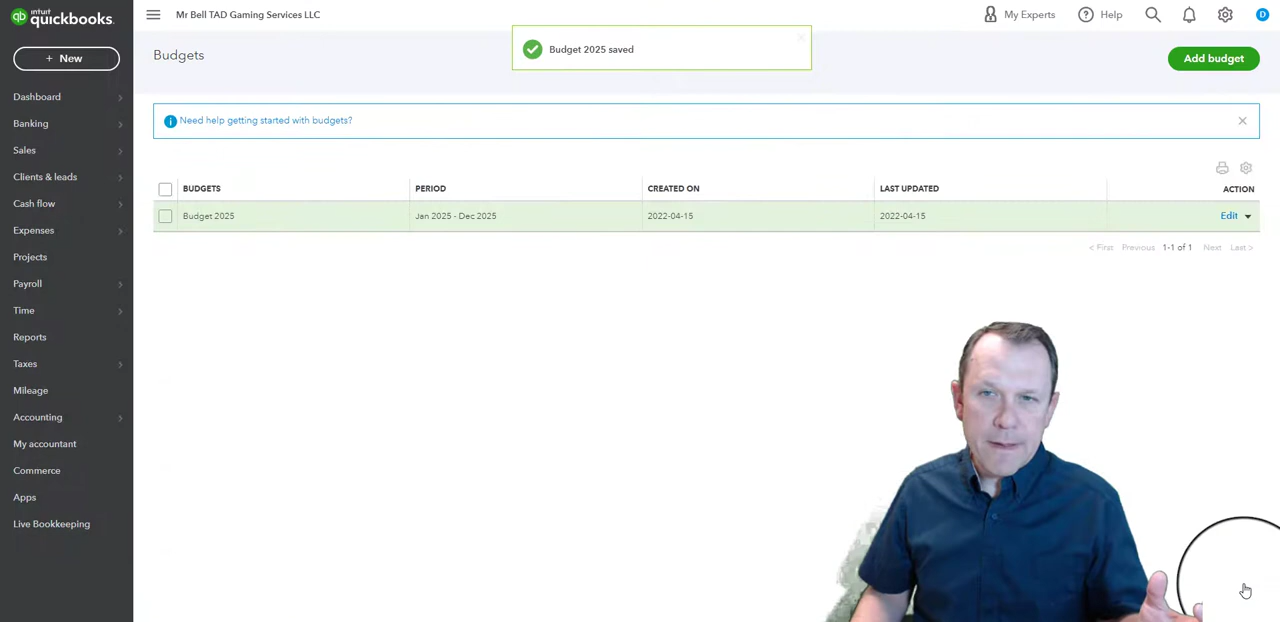 intuit
quickbooks.
Mr Bell TAD Gaming Services LLC
My Experts
Help
D
+ New
Budgets
Budget 2025 saved
Add budget
Need help getting started with budgets?
BUDGETS PERIOD CREATED ON LAST UPDATED ACTION
Budget 2025 Jan 2025 - Dec 2025 2022-04-15 2022-04-15 Edit
< First Previous 1-1 of 1 Next Last >
Dashboard
Banking
Sales
Clients & leads
Cash flow
Expenses
Projects
Payroll
Time
Reports
Taxes
Mileage
Accounting
My accountant
Commerce
Apps
Live Bookkeeping